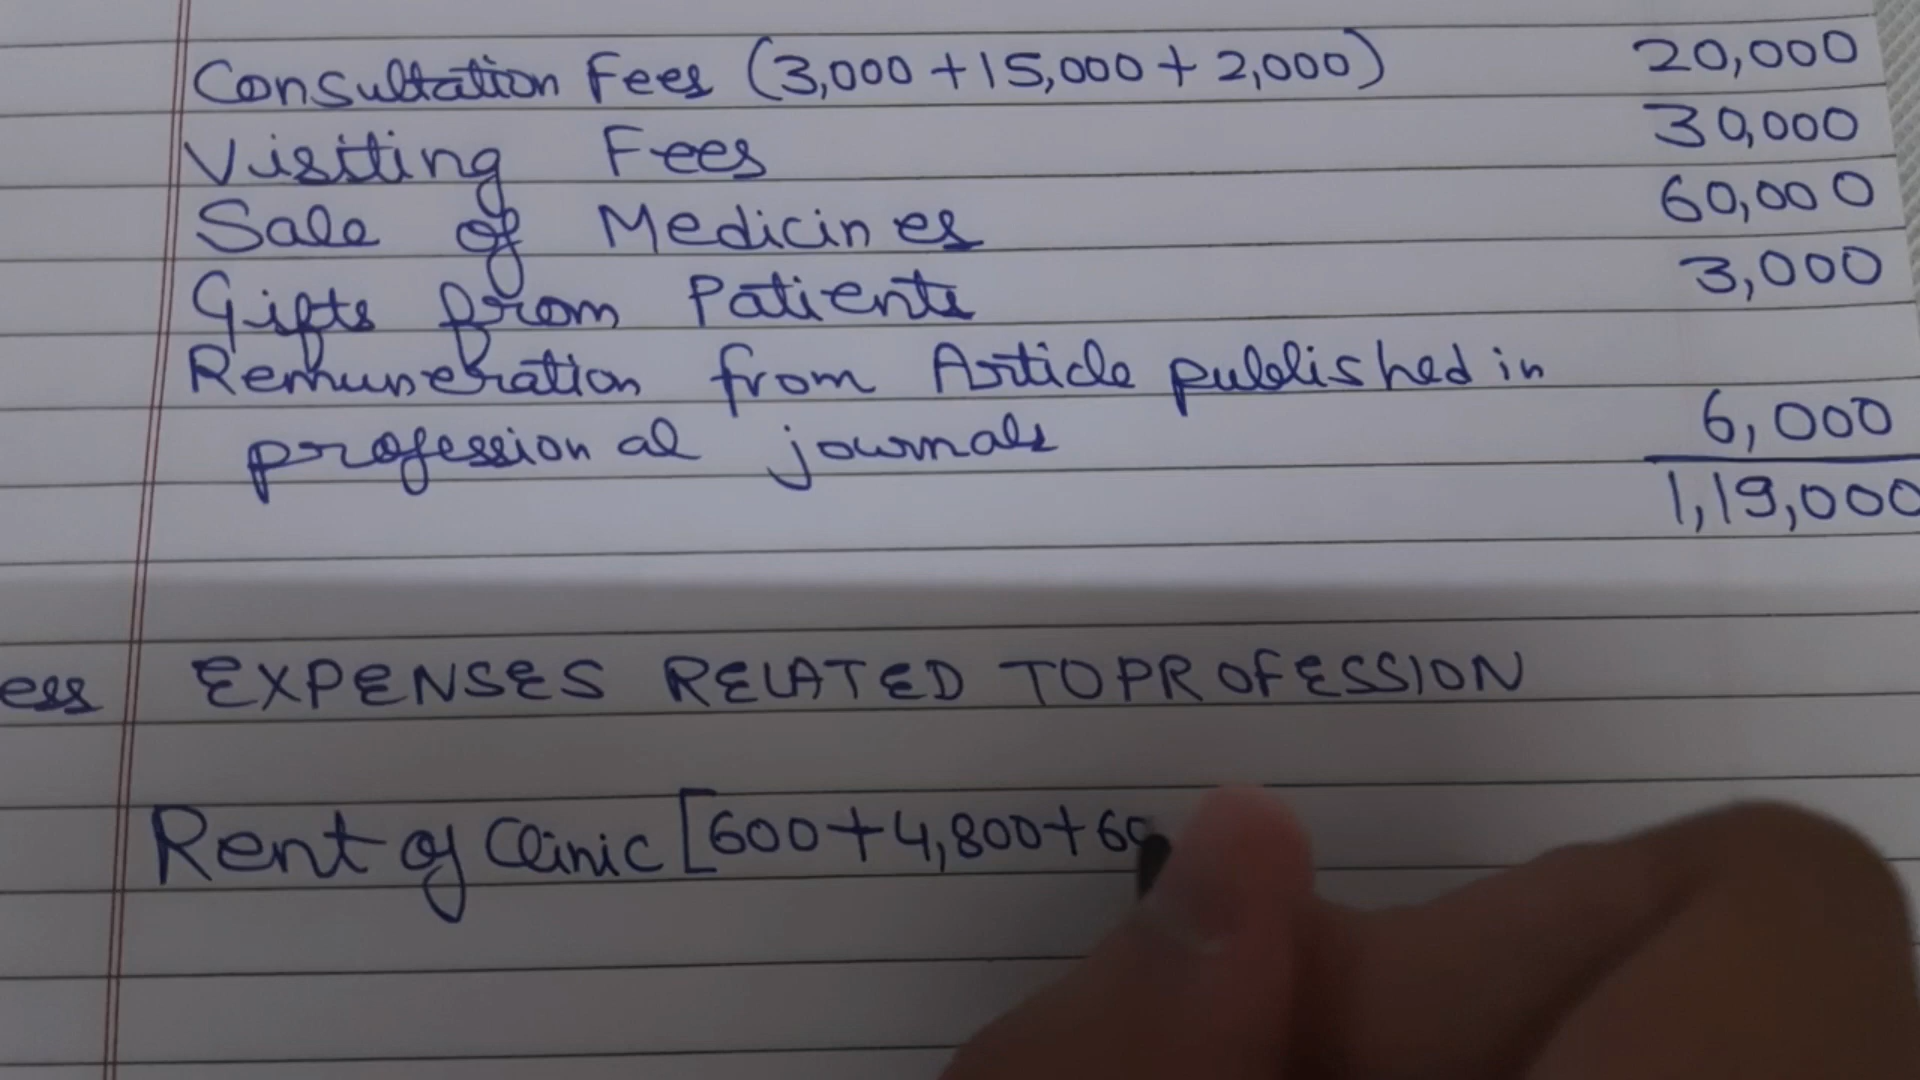 Consultation Fees (3,000+15,000+2,000) 20,000
Visiting Fees 30,000
Sale of Medicines 60,000
Gifts from Patients 3,000
Remuneration from Article published in
professional journals 6,000
1,19,000
ess EXPENSES RELATED TO PROFESSION
Rent of Clinic [600+4,800+60